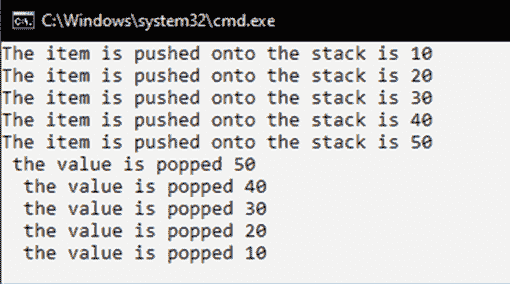 C:\Windows\system32\cmd.exe
The item is pushed onto the stack is 10
The item is pushed onto the stack is 20
The item is pushed onto the stack is 30
The item is pushed onto the stack is 40
The item is pushed onto the stack is 50
 the value is popped 50
  the value is popped 40
  the value is popped 30
  the value is popped 20
  the value is popped 10